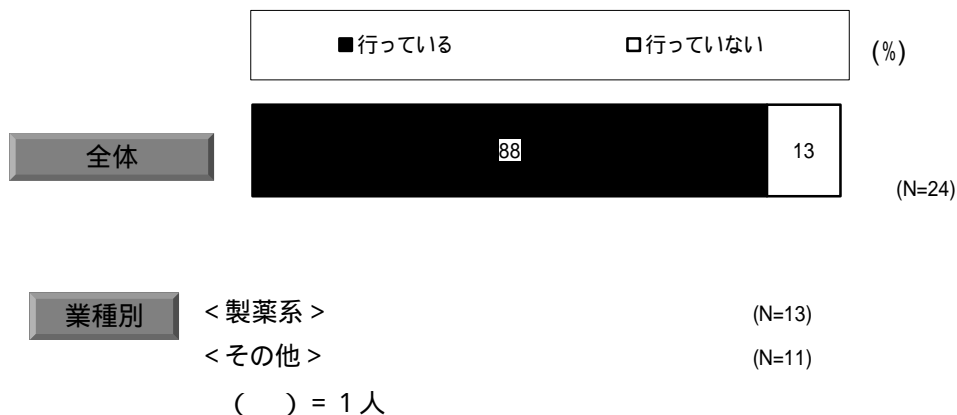 ■行っている □行っていない (%)
全体 88 13
(N=24)
業種別 <製薬系> (N=13)
<その他> (N=11)
( ) = 1人